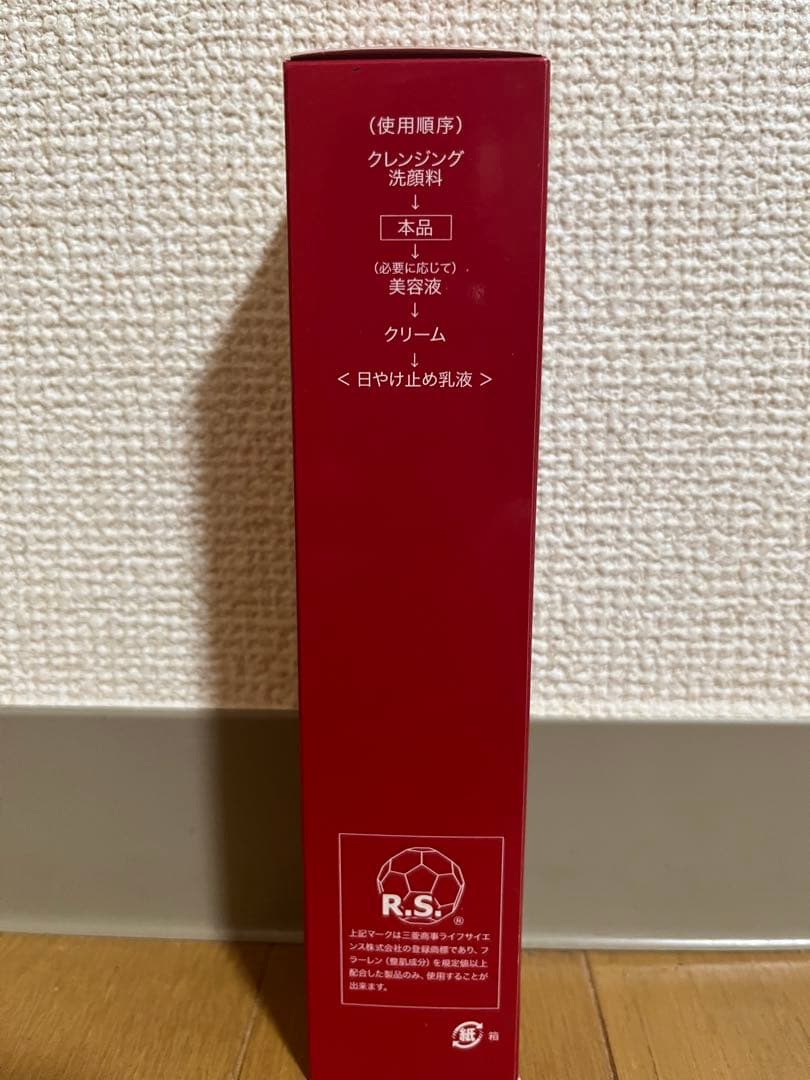 (使用順序)
クレンジング
洗顔料
↓
本品
↓
(必要に応じて)
美容液
↓
クリーム
↓
< 日やけ止め乳液 >
R.S.®
上記マークは三菱商事ライフサイエ
ンス株式会社の登録商標であり、フ
ラーレン(整肌成分)を規定値以上
配合した製品のみ、使用することが
出来ます。
紙 箱